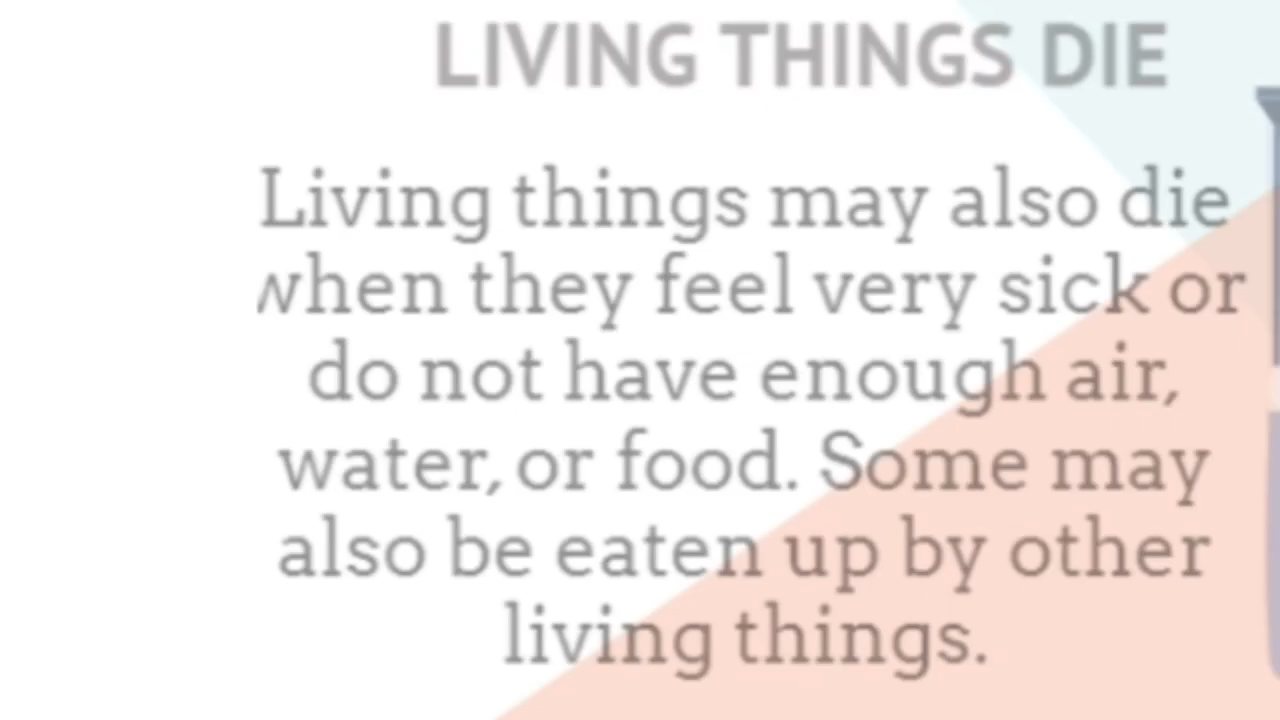 LIVING THINGS DIE
Living things may also die
when they feel very sick or
do not have enough air,
water, or food. Some may
also be eaten up by other
living things.